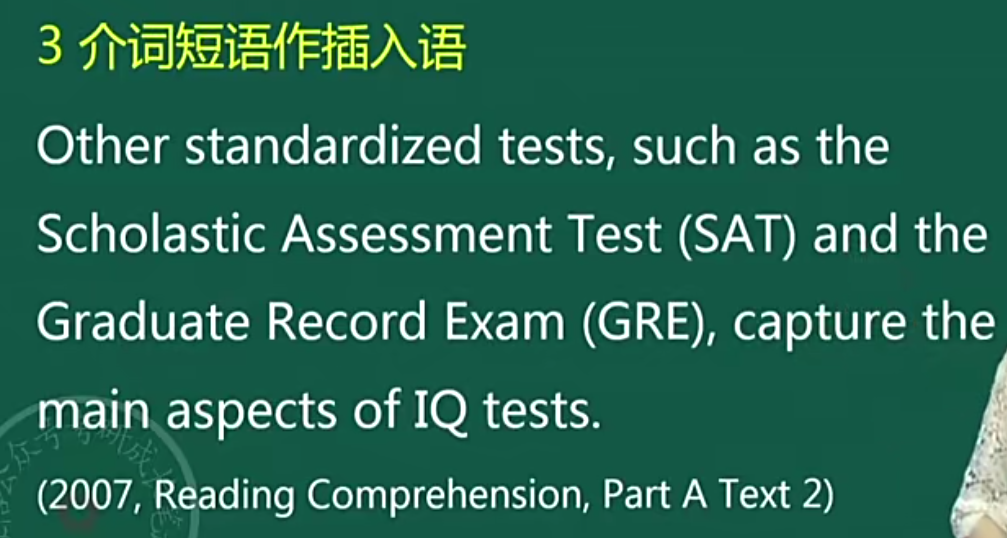 3 介词短语作插入语
Other standardized tests, such as the
Scholastic Assessment Test (SAT) and the
Graduate Record Exam (GRE), capture the
main aspects of IQ tests.
(2007, Reading Comprehension, Part A Text 2)